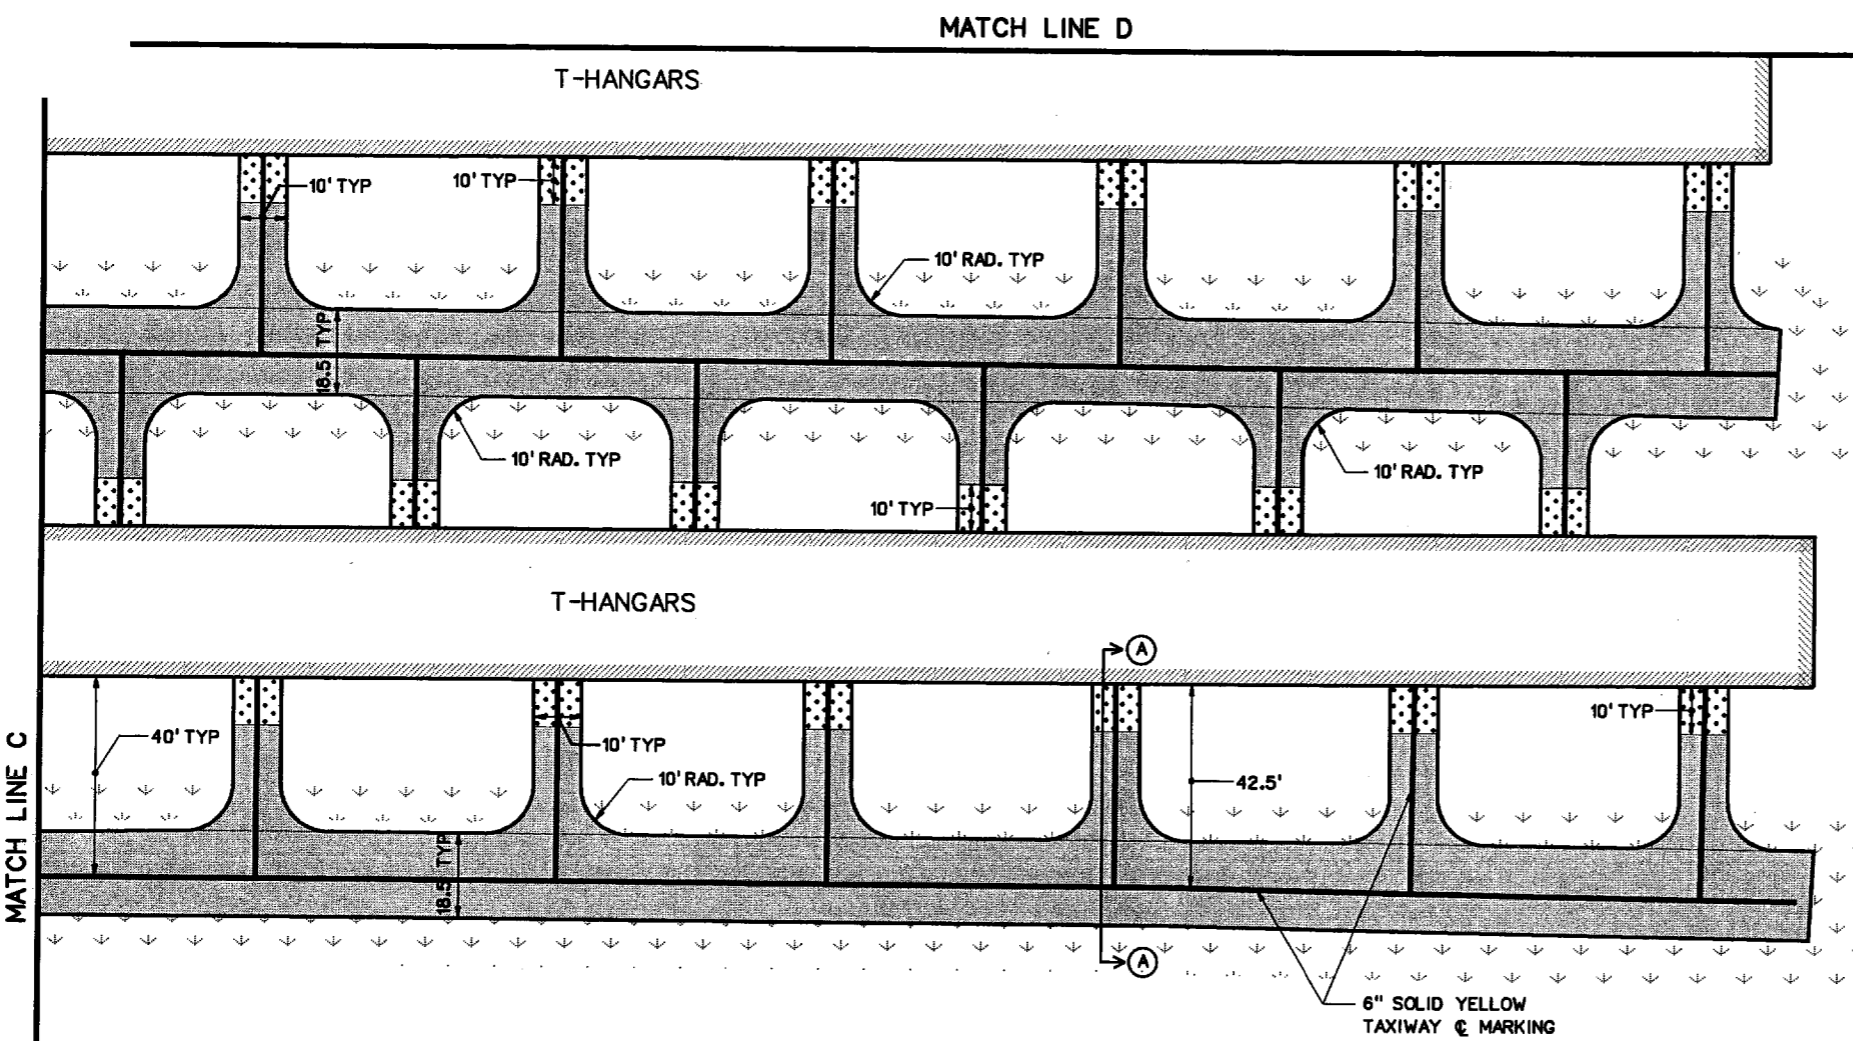 MATCH LINE D
T-HANGARS
10' TYP
10' TYP
10' RAD. TYP
18.5 TYP
10' RAD. TYP
10' RAD. TYP
10' TYP
T-HANGARS
A
MATCH LINE C
40' TYP
10' TYP
10' TYP
10' RAD. TYP
42.5'
18.5 TYP
A
6" SOLID YELLOW
TAXIWAY ℄ MARKING